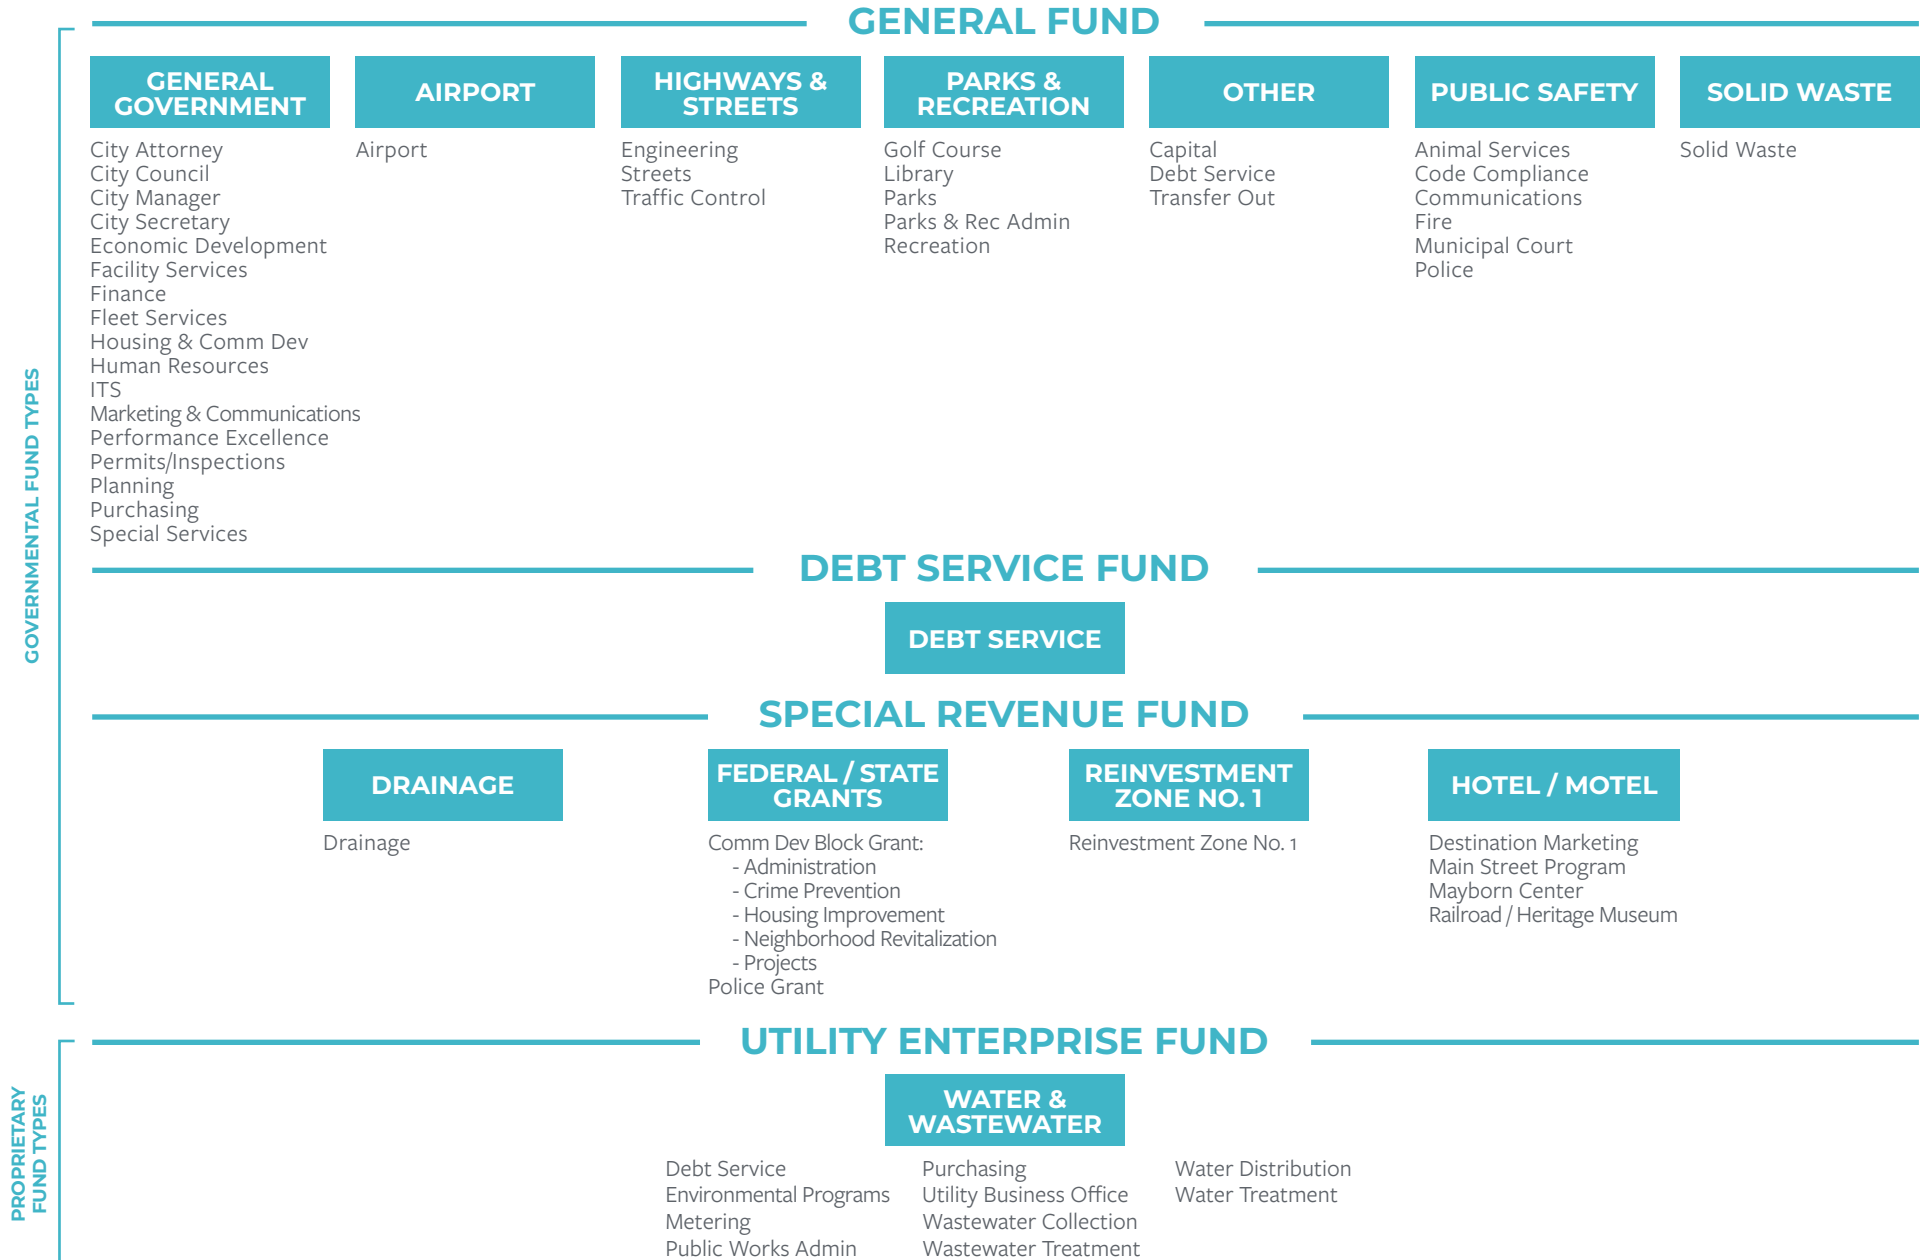 GENERAL FUND
GOVERNMENTAL FUND TYPES
GENERAL
GOVERNMENT
City Attorney
City Council
City Manager
City Secretary
Economic Development
Facility Services
Finance
Fleet Services
Housing & Comm Dev
Human Resources
ITS
Marketing & Communications
Performance Excellence
Permits/Inspections
Planning
Purchasing
Special Services
AIRPORT
Airport
HIGHWAYS &
STREETS
Engineering
Streets
Traffic Control
PARKS &
RECREATION
Golf Course
Library
Parks
Parks & Rec Admin
Recreation
OTHER
Capital
Debt Service
Transfer Out
PUBLIC SAFETY
Animal Services
Code Compliance
Communications
Fire
Municipal Court
Police
SOLID WASTE
Solid Waste
DEBT SERVICE FUND
DEBT SERVICE
SPECIAL REVENUE FUND
DRAINAGE
Drainage
FEDERAL / STATE
GRANTS
Comm Dev Block Grant:
- Administration
- Crime Prevention
- Housing Improvement
- Neighborhood Revitalization
- Projects
Police Grant
REINVESTMENT
ZONE NO. 1
Reinvestment Zone No. 1
HOTEL / MOTEL
Destination Marketing
Main Street Program
Mayborn Center
Railroad / Heritage Museum
UTILITY ENTERPRISE FUND
PROPRIETARY
FUND TYPES
WATER &
WASTEWATER
Debt Service
Environmental Programs
Metering
Public Works Admin
Purchasing
Utility Business Office
Wastewater Collection
Wastewater Treatment
Water Distribution
Water Treatment